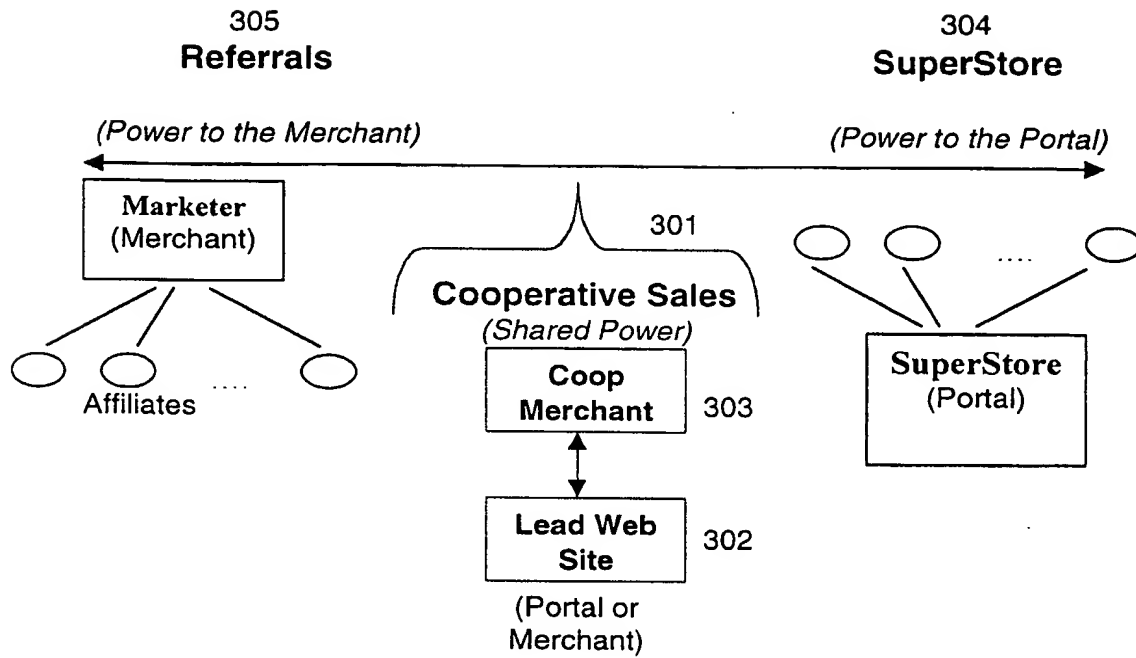 305
Referrals
304
SuperStore
(Power to the Merchant)
(Power to the Portal)
Marketer
(Merchant)
301
Cooperative Sales
(Shared Power)
....
....
Affiliates
Coop
Merchant
303
SuperStore
(Portal)
Lead Web
Site
302
(Portal or
Merchant)